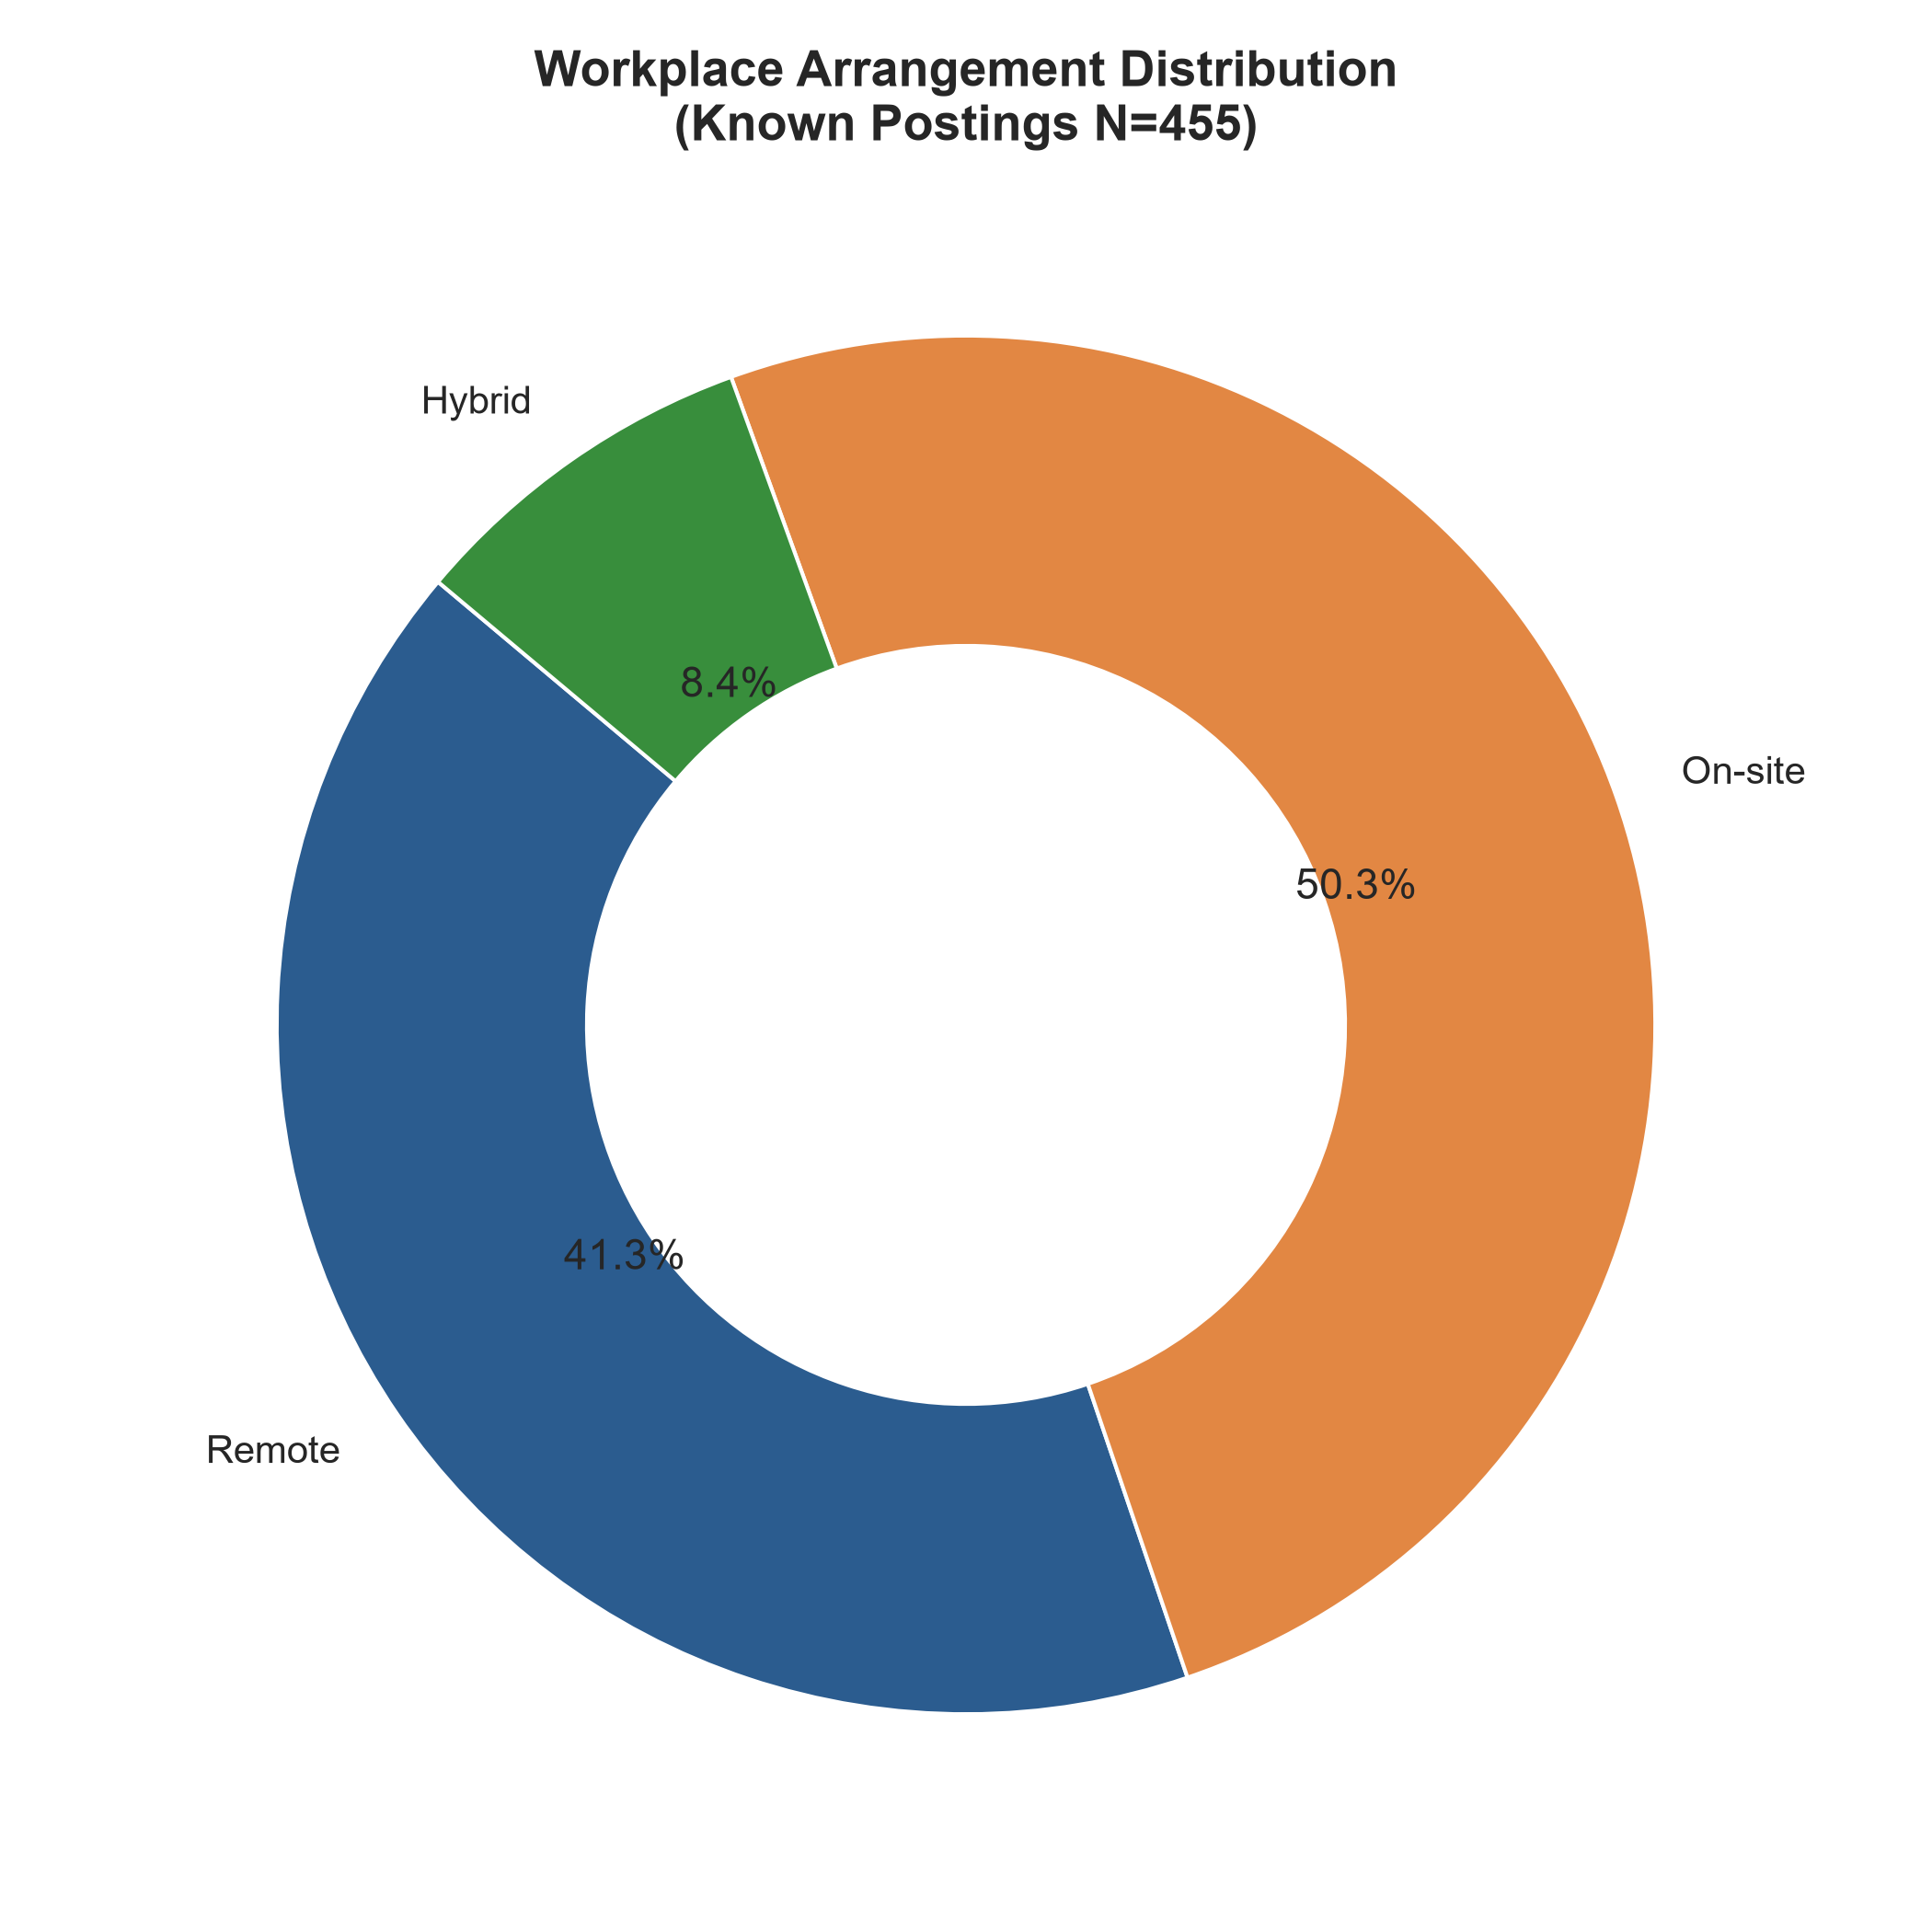 Workplace Arrangement Distribution
(Known Postings N=455)
Hybrid
8.4%
On-site
50.3%
41.3%
Remote